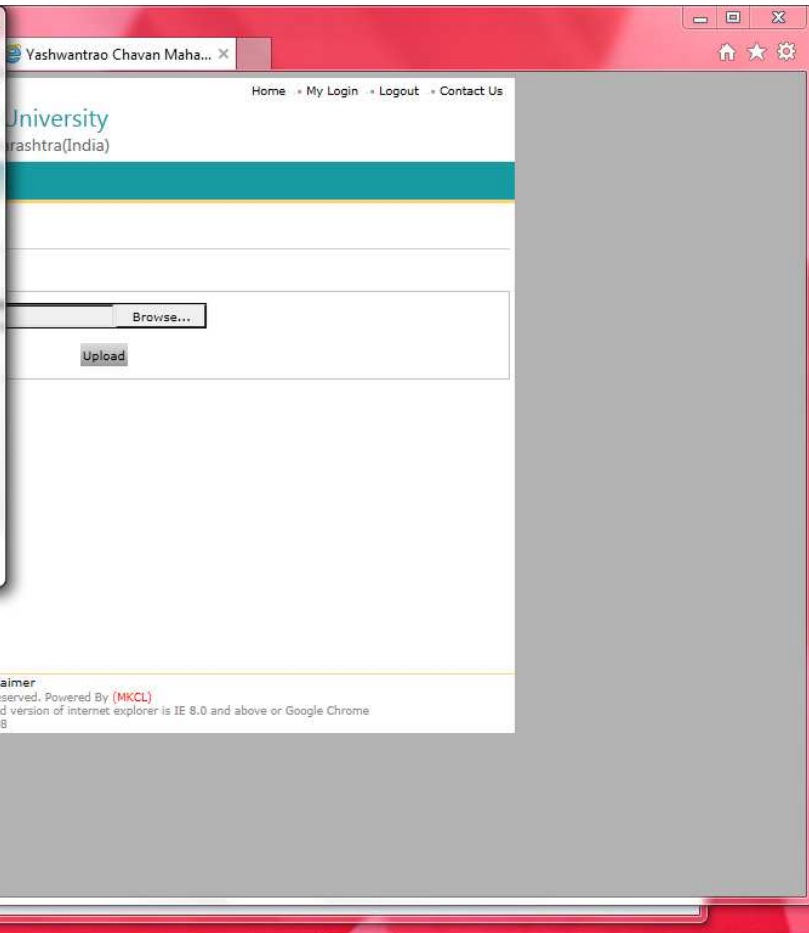 Yashwantrao Chavan Maha...
Home My Login Logout Contact Us
University
rashtra(India)
Browse...
Upload
aimer
eserved. Powered By (MKCL)
d version of internet explorer is IE 8.0 and above or Google Chrome
8